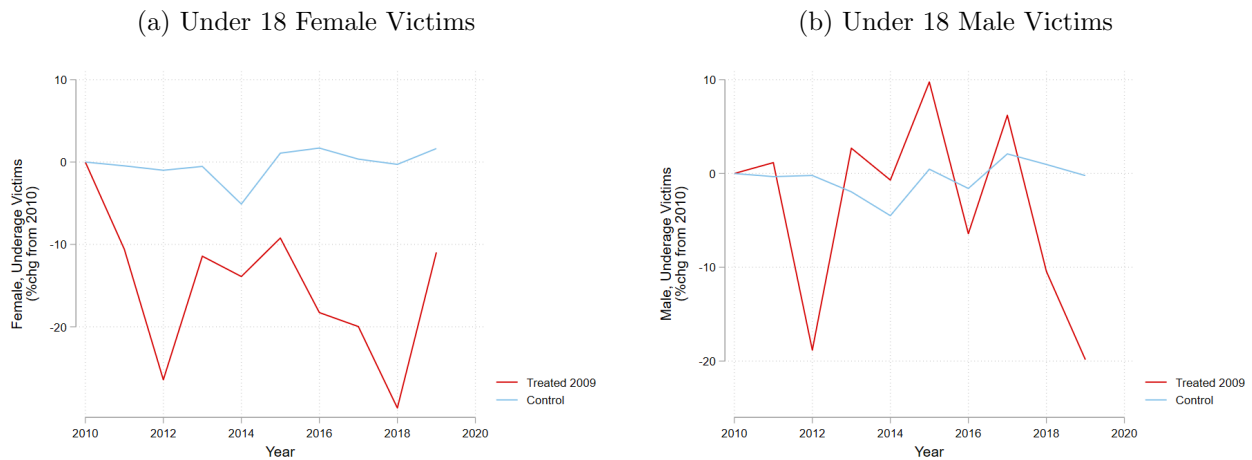 (a) Under 18 Female Victims
Female, Underage Victims
(%chg from 2010)
10
0
-10
-20
2010 2012 2014 2016 2018 2020
Year
Treated 2009
Control
(b) Under 18 Male Victims
Male, Underage Victims
(%chg from 2010)
10
0
-10
-20
2010 2012 2014 2016 2018 2020
Year
Treated 2009
Control